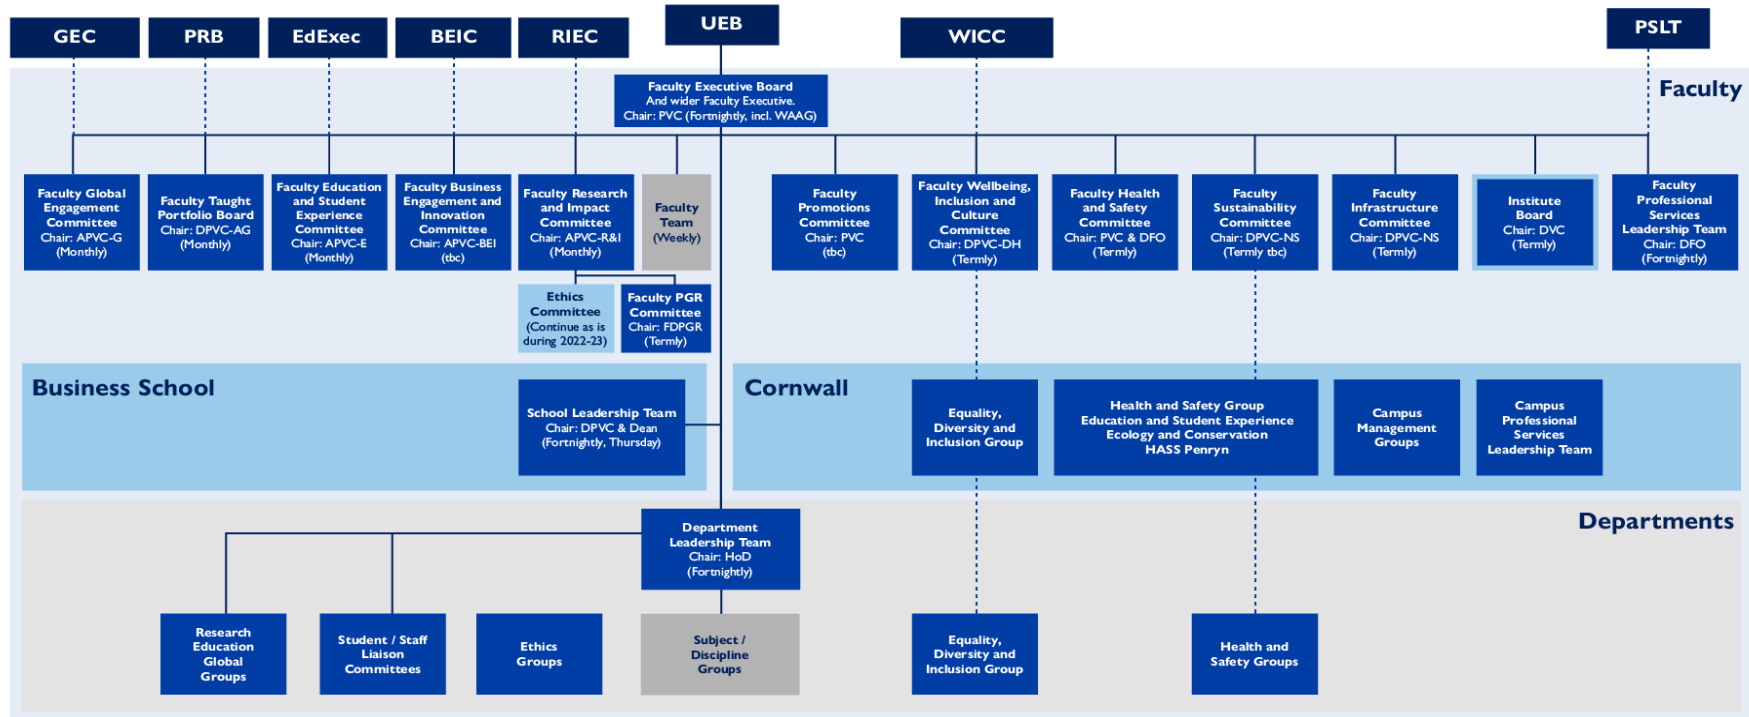 GEC
PRB
EdExec
BEIC
RIEC
UEB
WICC
PSLT
Faculty
Faculty Executive Board
And wider Faculty Executive.
Chair: PVC (Fortnightly, incl. WAAG)
Faculty Global
Engagement
Committee
Chair: APVC-G
(Monthly)
Faculty Taught
Portfolio Board
Chair: DPVC-AG
(Monthly)
Faculty Education
and Student
Experience
Committee
Chair: APVC-E
(Monthly)
Faculty Business
Engagement and
Innovation
Committee
Chair: APVC-BEI
(tbc)
Faculty Research
and Impact
Committee
Chair: APVC-R&I
(Monthly)
Faculty
Team
(Weekly)
Faculty
Promotions
Committee
Chair: PVC
(tbc)
Faculty Wellbeing,
Inclusion and
Culture
Committee
Chair: DPVC-DH
(Termly)
Faculty Health
and Safety
Committee
Chair: PVC & DFO
(Termly)
Faculty
Sustainability
Committee
Chair: DPVC-NS
(Termly tbc)
Faculty
Infrastructure
Committee
Chair: DPVC-NS
(Termly)
Institute
Board
Chair: DVC
(Termly)
Faculty
Professional
Services
Leadership Team
Chair: DFO
(Fortnightly)
Ethics
Committee
(Continue as is
during 2022-23)
Faculty PGR
Committee
Chair: FDPGR
(Termly)
Business School
School Leadership Team
Chair: DPVC & Dean
(Fortnightly, Thursday)
Cornwall
Equality,
Diversity and
Inclusion Group
Health and Safety Group
Education and Student Experience
Ecology and Conservation
HASS Penryn
Campus
Management
Groups
Campus
Professional
Services
Leadership Team
Departments
Department
Leadership Team
Chair: HoD
(Fortnightly)
Research
Education
Global
Groups
Student / Staff
Liaison
Committees
Ethics
Groups
Subject /
Discipline
Groups
Equality,
Diversity and
Inclusion Group
Health and
Safety Groups